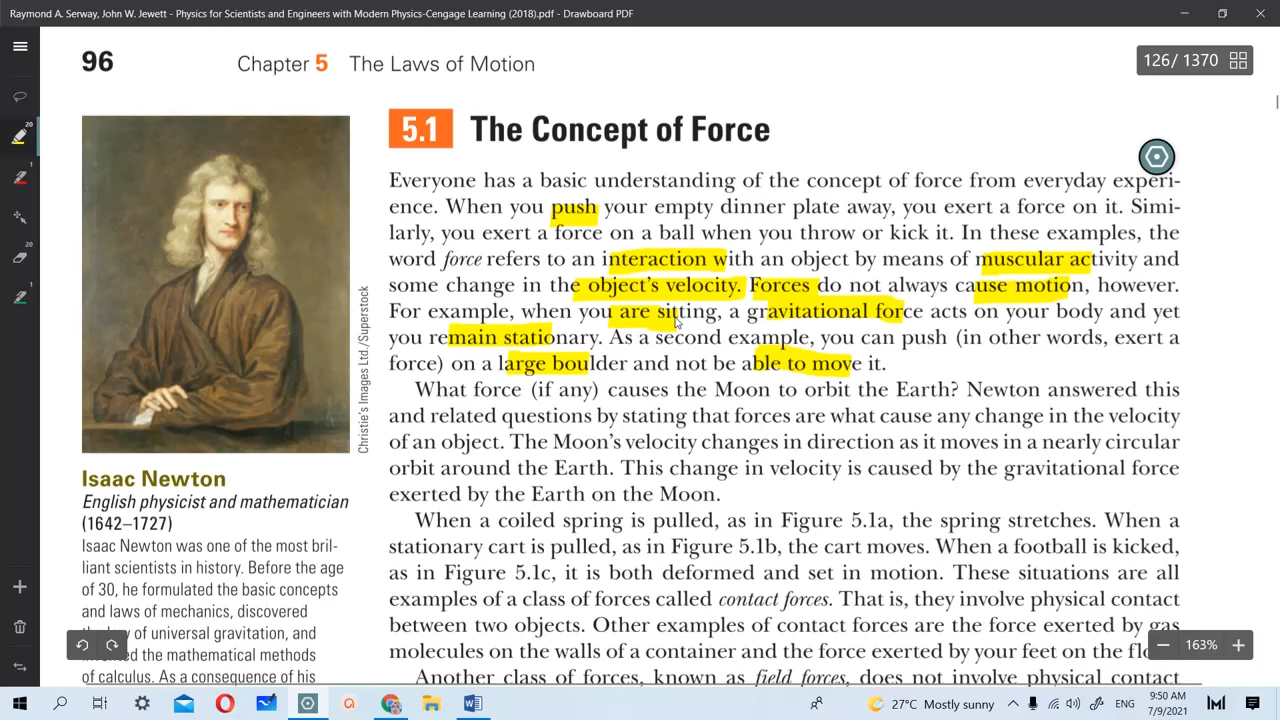 Raymond A. Serway, John W. Jewett - Physics for Scientists and Engineers with Modern Physics-Cengage Learning (2018).pdf - Drawboard PDF
96
Chapter 5 The Laws of Motion
126/ 1370
5.1 The Concept of Force
Everyone has a basic understanding of the concept of force from everyday experi-
ence. When you push your empty dinner plate away, you exert a force on it. Simi-
larly, you exert a force on a ball when you throw or kick it. In these examples, the
word force refers to an interaction with an object by means of muscular activity and
some change in the object's velocity. Forces do not always cause motion, however.
For example, when you are sitting, a gravitational force acts on your body and yet
you remain stationary. As a second example, you can push (in other words, exert a
force) on a large boulder and not be able to move it.
What force (if any) causes the Moon to orbit the Earth? Newton answered this
and related questions by stating that forces are what cause any change in the velocity
of an object. The Moon's velocity changes in direction as it moves in a nearly circular
orbit around the Earth. This change in velocity is caused by the gravitational force
exerted by the Earth on the Moon.
When a coiled spring is pulled, as in Figure 5.1a, the spring stretches. When a
stationary cart is pulled, as in Figure 5.1b, the cart moves. When a football is kicked,
as in Figure 5.1c, it is both deformed and set in motion. These situations are all
examples of a class of forces called contact forces. That is, they involve physical contact
between two objects. Other examples of contact forces are the force exerted by gas
molecules on the walls of a container and the force exerted by your feet on the
Another class of forces, known as field forces, does not involve physical contact
Christie's Images Ltd./Superstock
Isaac Newton
English physicist and mathematician
(1642–1727)
Isaac Newton was one of the most bril-
liant scientists in history. Before the age
of 30, he formulated the basic concepts
and laws of mechanics, discovered
of universal gravitation, and
the mathematical methods
of calculus. As a consequence of his
20
1
20
1
163%
27°C Mostly sunny
ENG
9:50 AM
7/9/2021